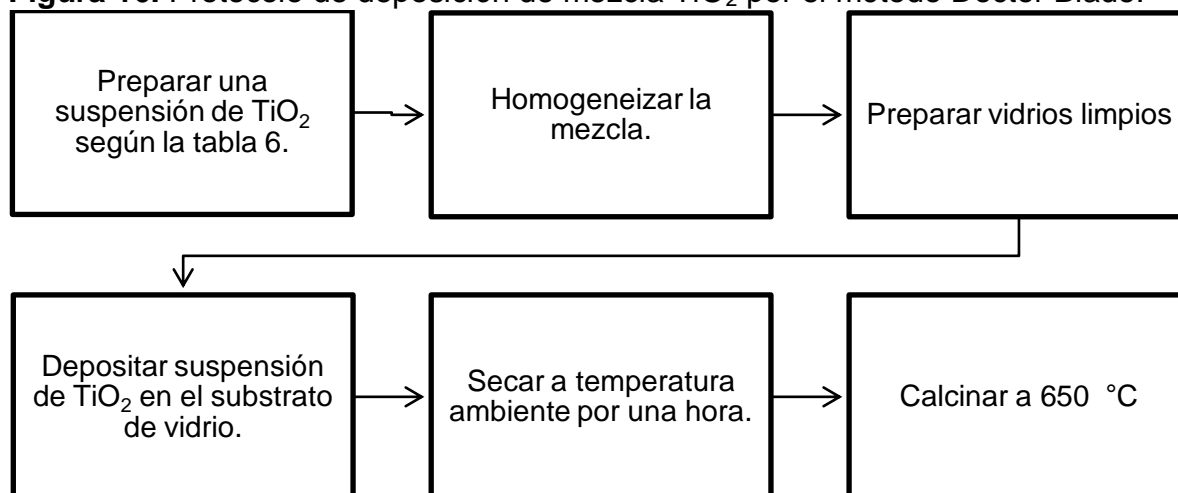 Preparar una
suspensión de TiO₂
según la tabla 6.
Homogeneizar la
mezcla.
Preparar vidrios limpios
Depositar suspensión
de TiO₂ en el substrato
de vidrio.
Secar a temperatura
ambiente por una hora.
Calcinar a 650 °C